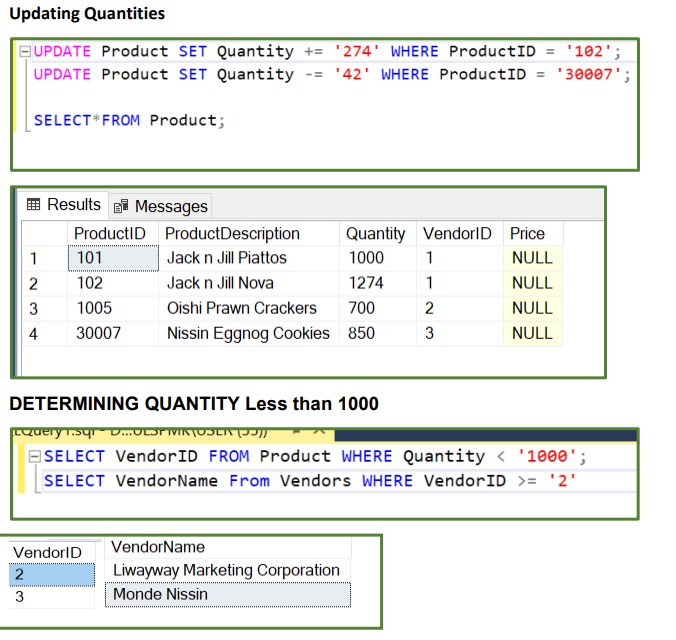 Updating Quantities
UPDATE Product SET Quantity += '274' WHERE ProductID = '102';
UPDATE Product SET Quantity -= '42' WHERE ProductID = '30007';
SELECT*FROM Product;
Results Messages
ProductID ProductDescription Quantity VendorID Price
1 101 Jack n Jill Piattos 1000 1 NULL
2 102 Jack n Jill Nova 1274 1 NULL
3 1005 Oishi Prawn Crackers 700 2 NULL
4 30007 Nissin Eggnog Cookies 850 3 NULL
DETERMINING QUANTITY Less than 1000
SELECT VendorID FROM Product WHERE Quantity < '1000';
SELECT VendorName From Vendors WHERE VendorID >= '2'
VendorID VendorName
2 Liwayway Marketing Corporation
3 Monde Nissin